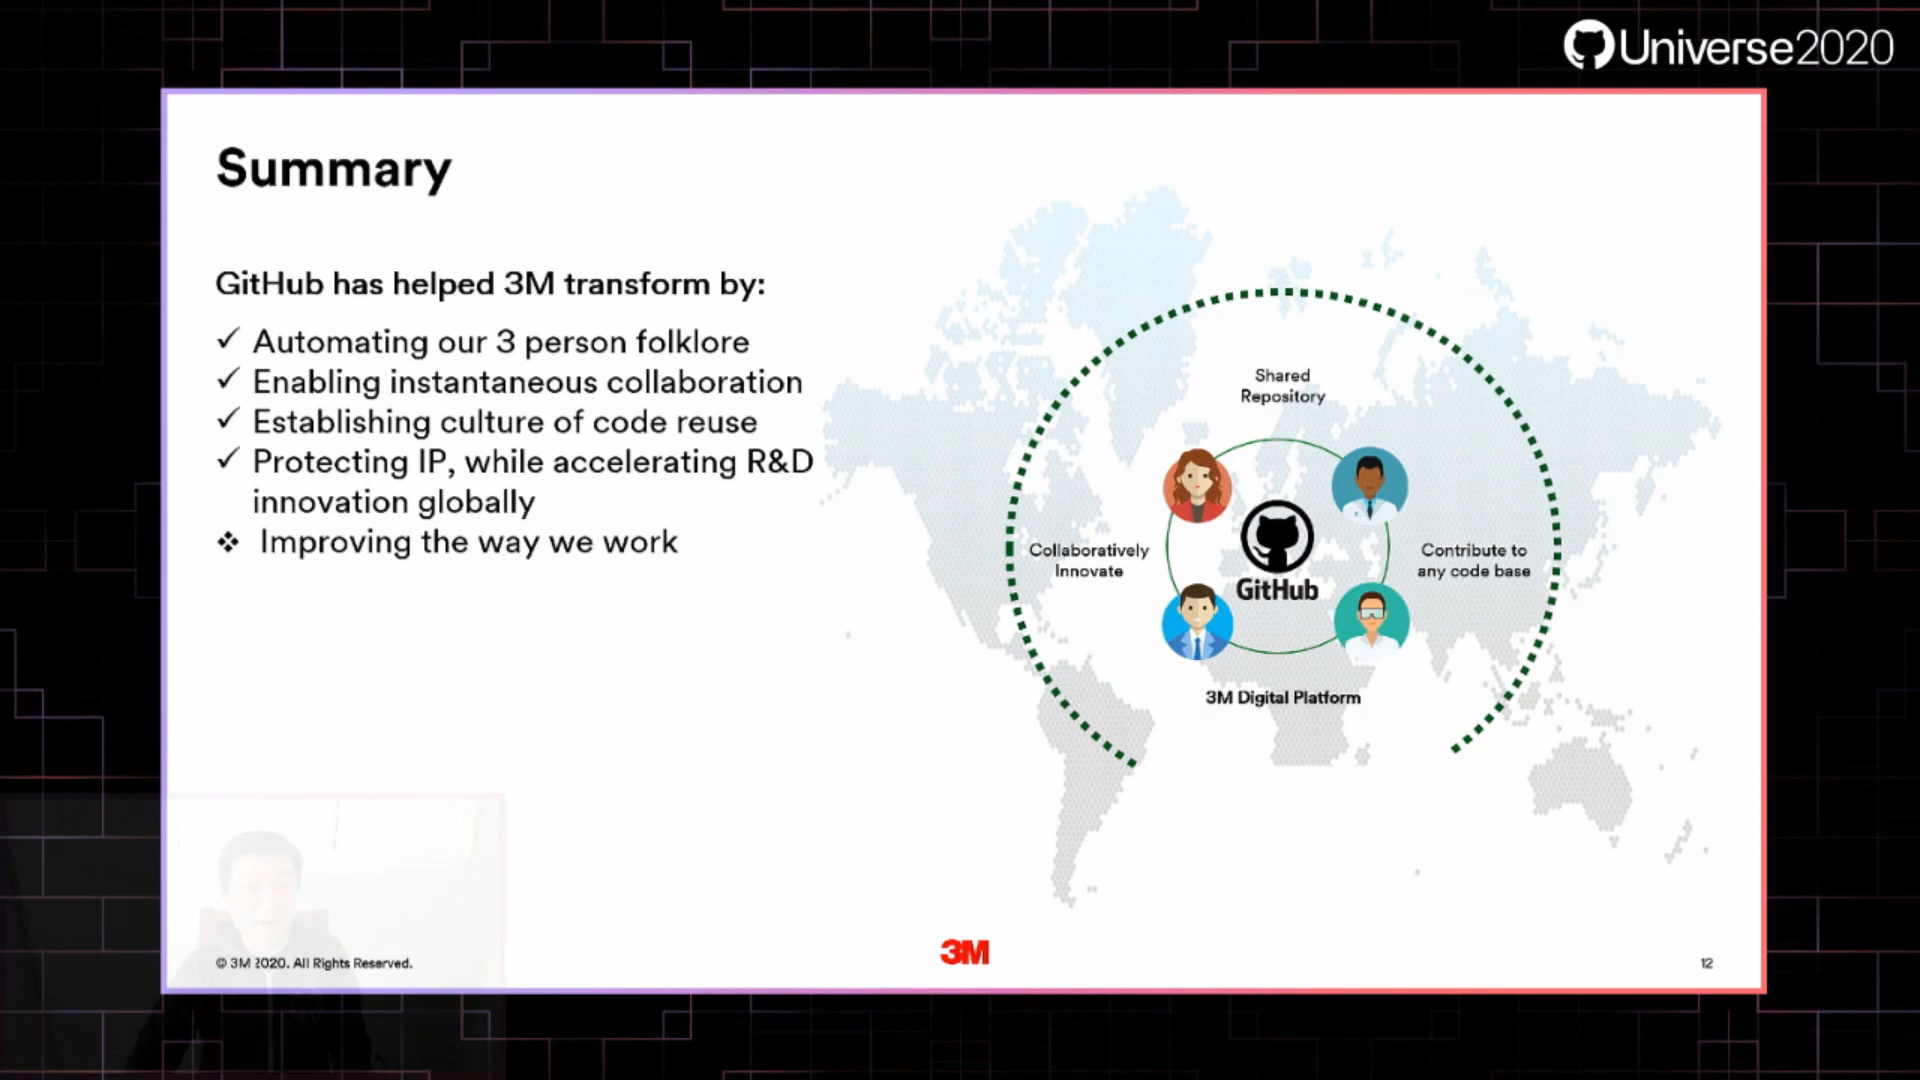 Universe2020
Summary
GitHub has helped 3M transform by:
✓ Automating our 3 person folklore
✓ Enabling instantaneous collaboration
✓ Establishing culture of code reuse
✓ Protecting IP, while accelerating R&D
innovation globally
❖ Improving the way we work
Shared
Repository
Collaboratively
Innovate
GitHub
Contribute to
any code base
3M Digital Platform
© 3M 2020. All Rights Reserved.
3M
12